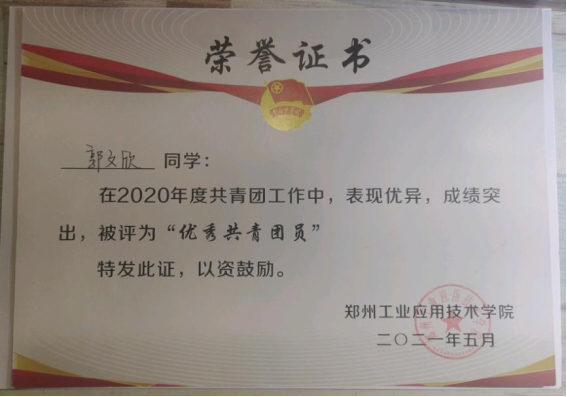 荣誉证书
郭文欣 同学：
在2020年度共青团工作中，表现优异，成绩突
出，被评为“优秀共青团员”
特发此证，以资鼓励。
郑州工业应用技术学院
二〇二一年五月